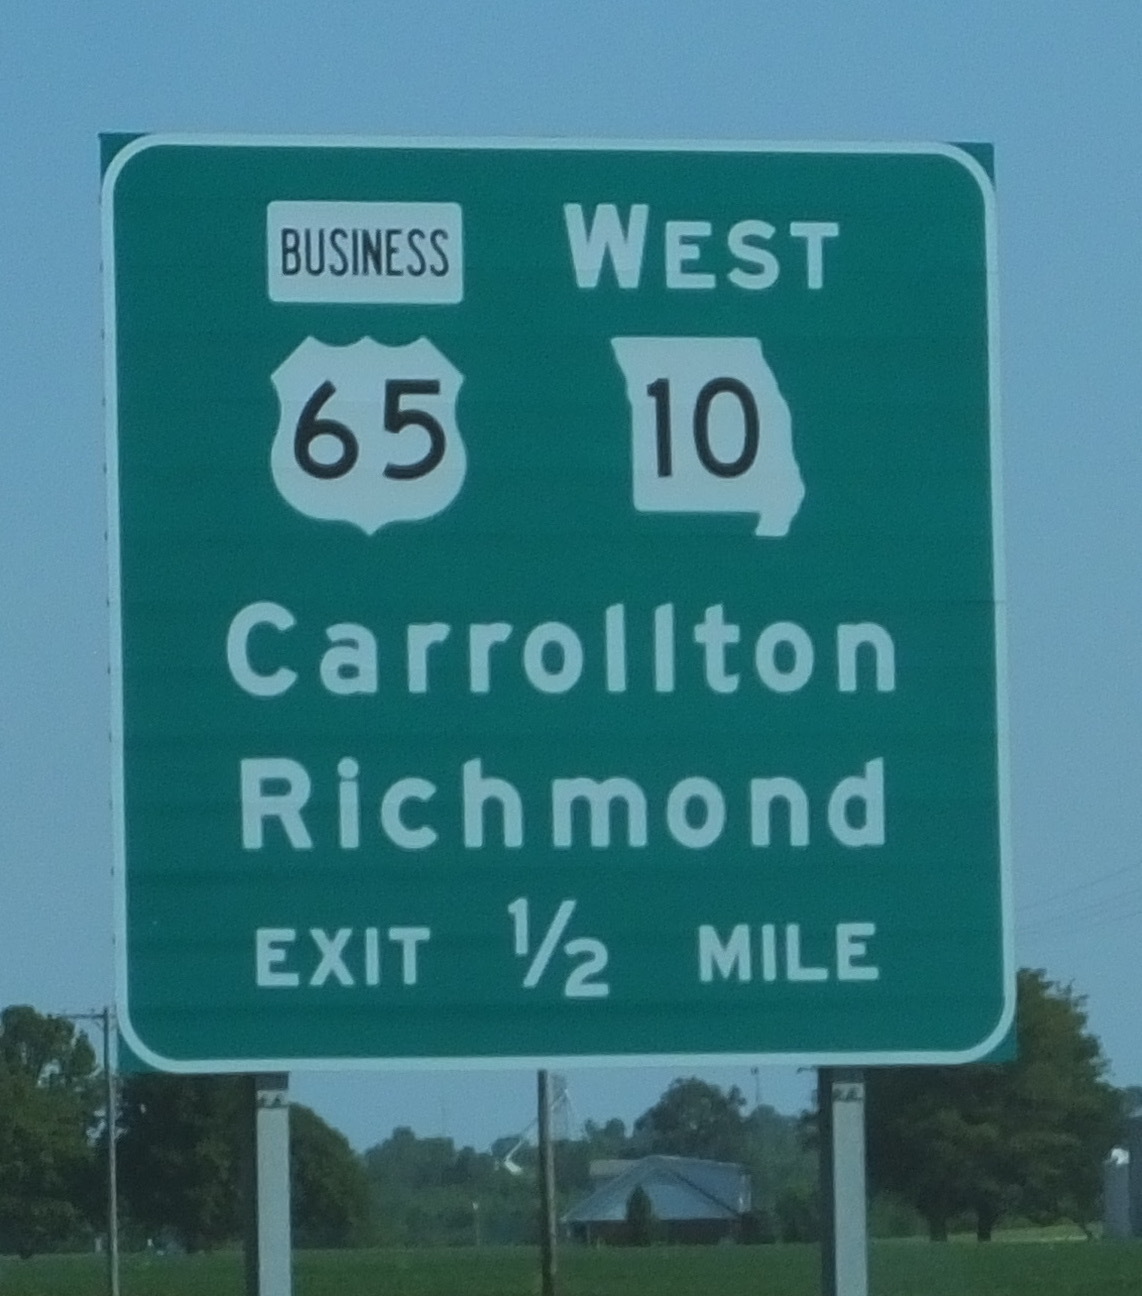 BUSINESS WEST
65 10
Carrollton
Richmond
EXIT 1/2 MILE